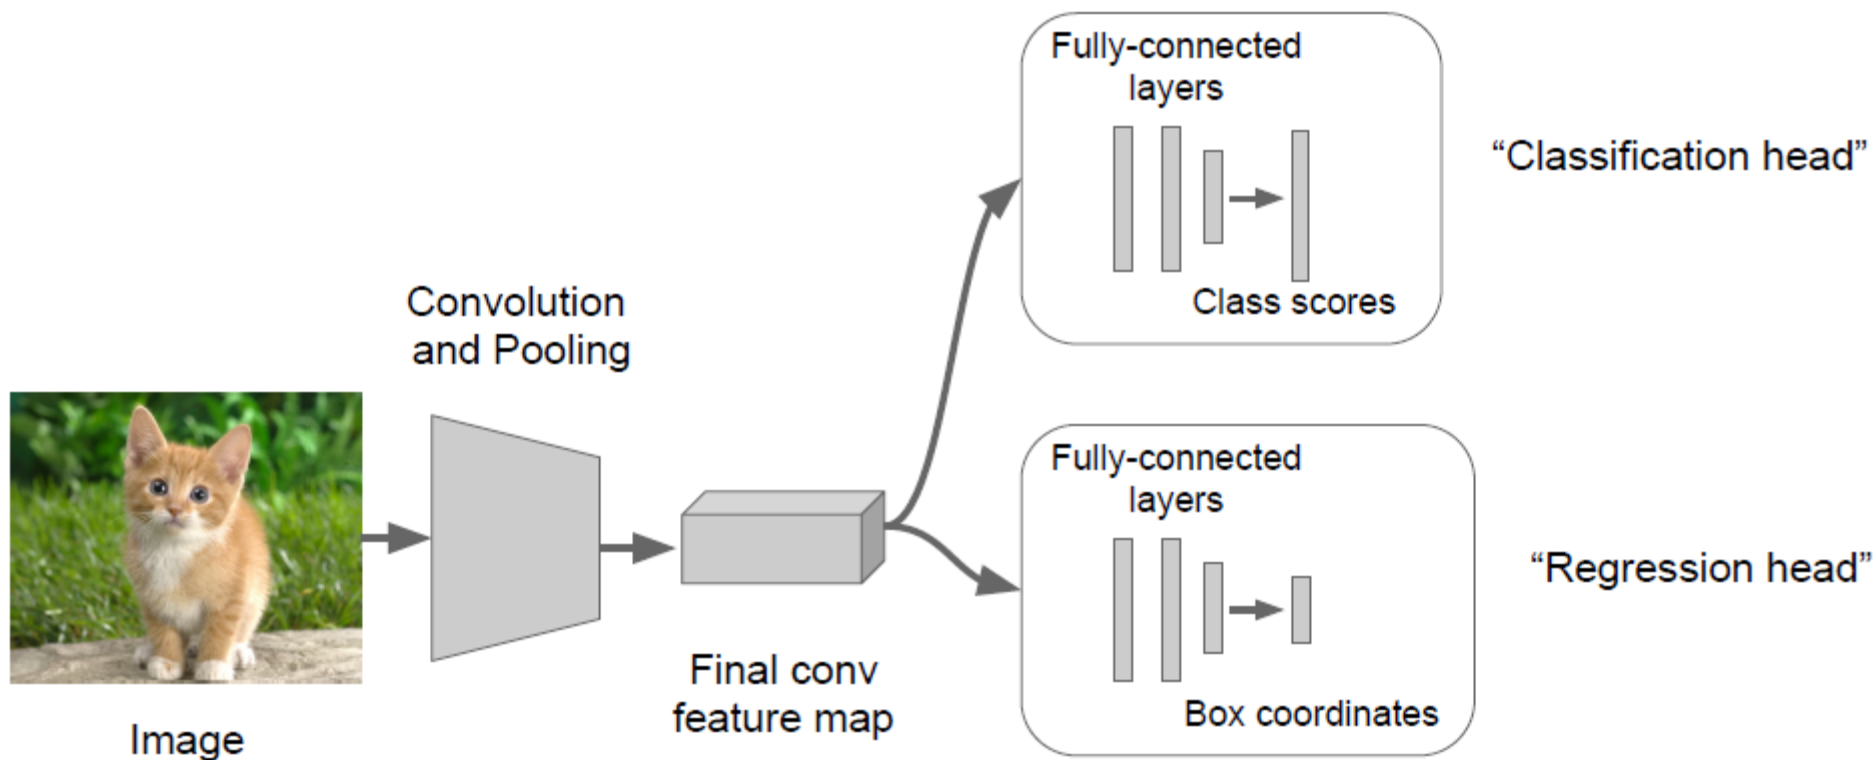 Fully-connected
layers
Class scores
“Classification head”
Convolution
and Pooling
Image
Final conv
feature map
Fully-connected
layers
Box coordinates
“Regression head”